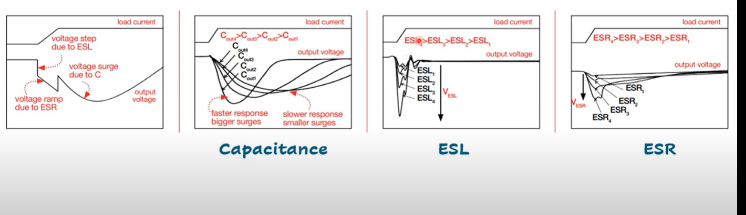 load current
voltage step
due to ESL
voltage surge
due to C
voltage ramp
due to ESR
output
voltage
load current
Cout4>Cout3>Cout2>Cout1
Cout4
Cout3
Cout2
Cout1
output voltage
faster response
bigger surges
slower response
smaller surges
Capacitance
load current
ESL4>ESL3>ESL2>ESL1
output voltage
ESL1
ESL2
ESL3
ESL4
VESL
ESL
load current
ESR4>ESR3>ESR2>ESR1
output voltage
VESR
ESR1
ESR2
ESR3
ESR4
ESR